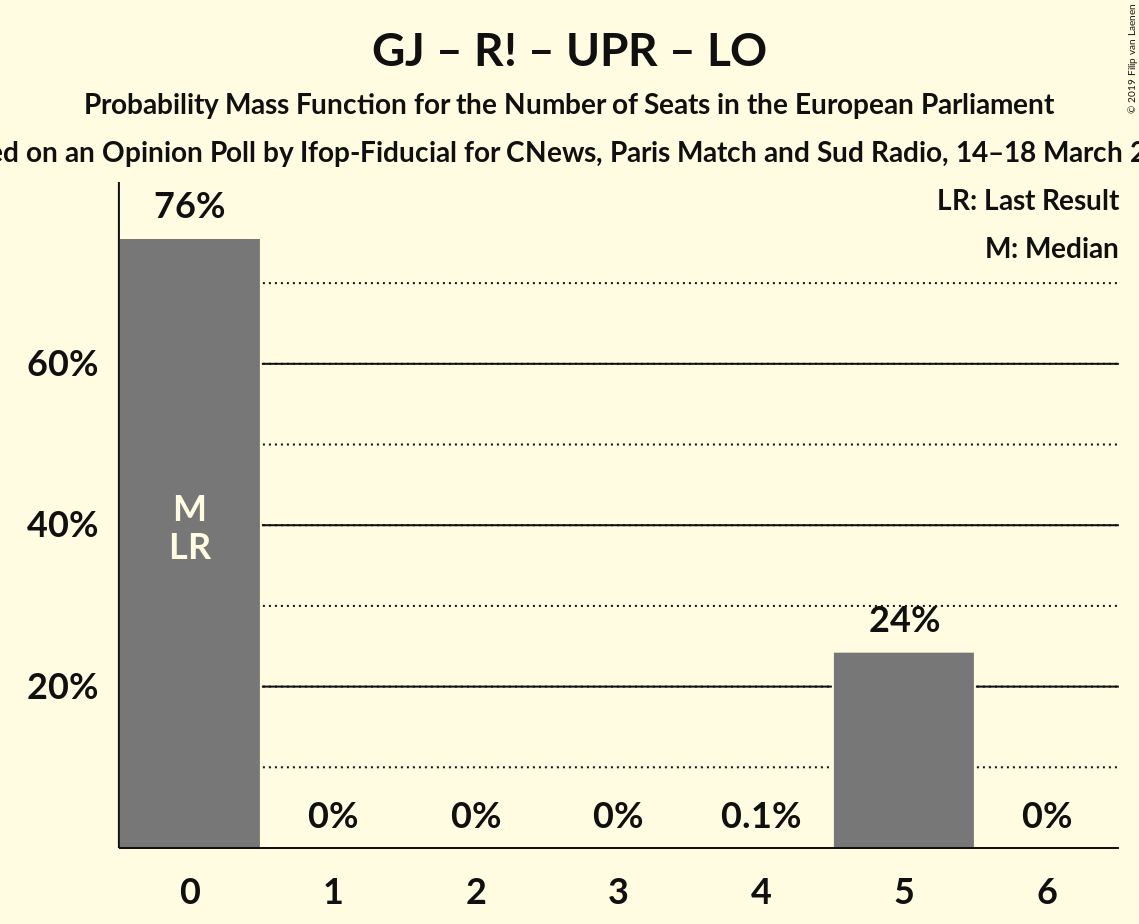 GJ – R! – UPR – LO
Probability Mass Function for the Number of Seats in the European Parliament
on an Opinion Poll by Ifop-Fiducial for CNews, Paris Match and Sud Radio, 14–18 March
© 2019 Filip van Laenen
LR: Last Result
M: Median
76%
60%
40%
20%
M
LR
24%
0%
0%
0%
0.1%
0%
0
1
2
3
4
5
6